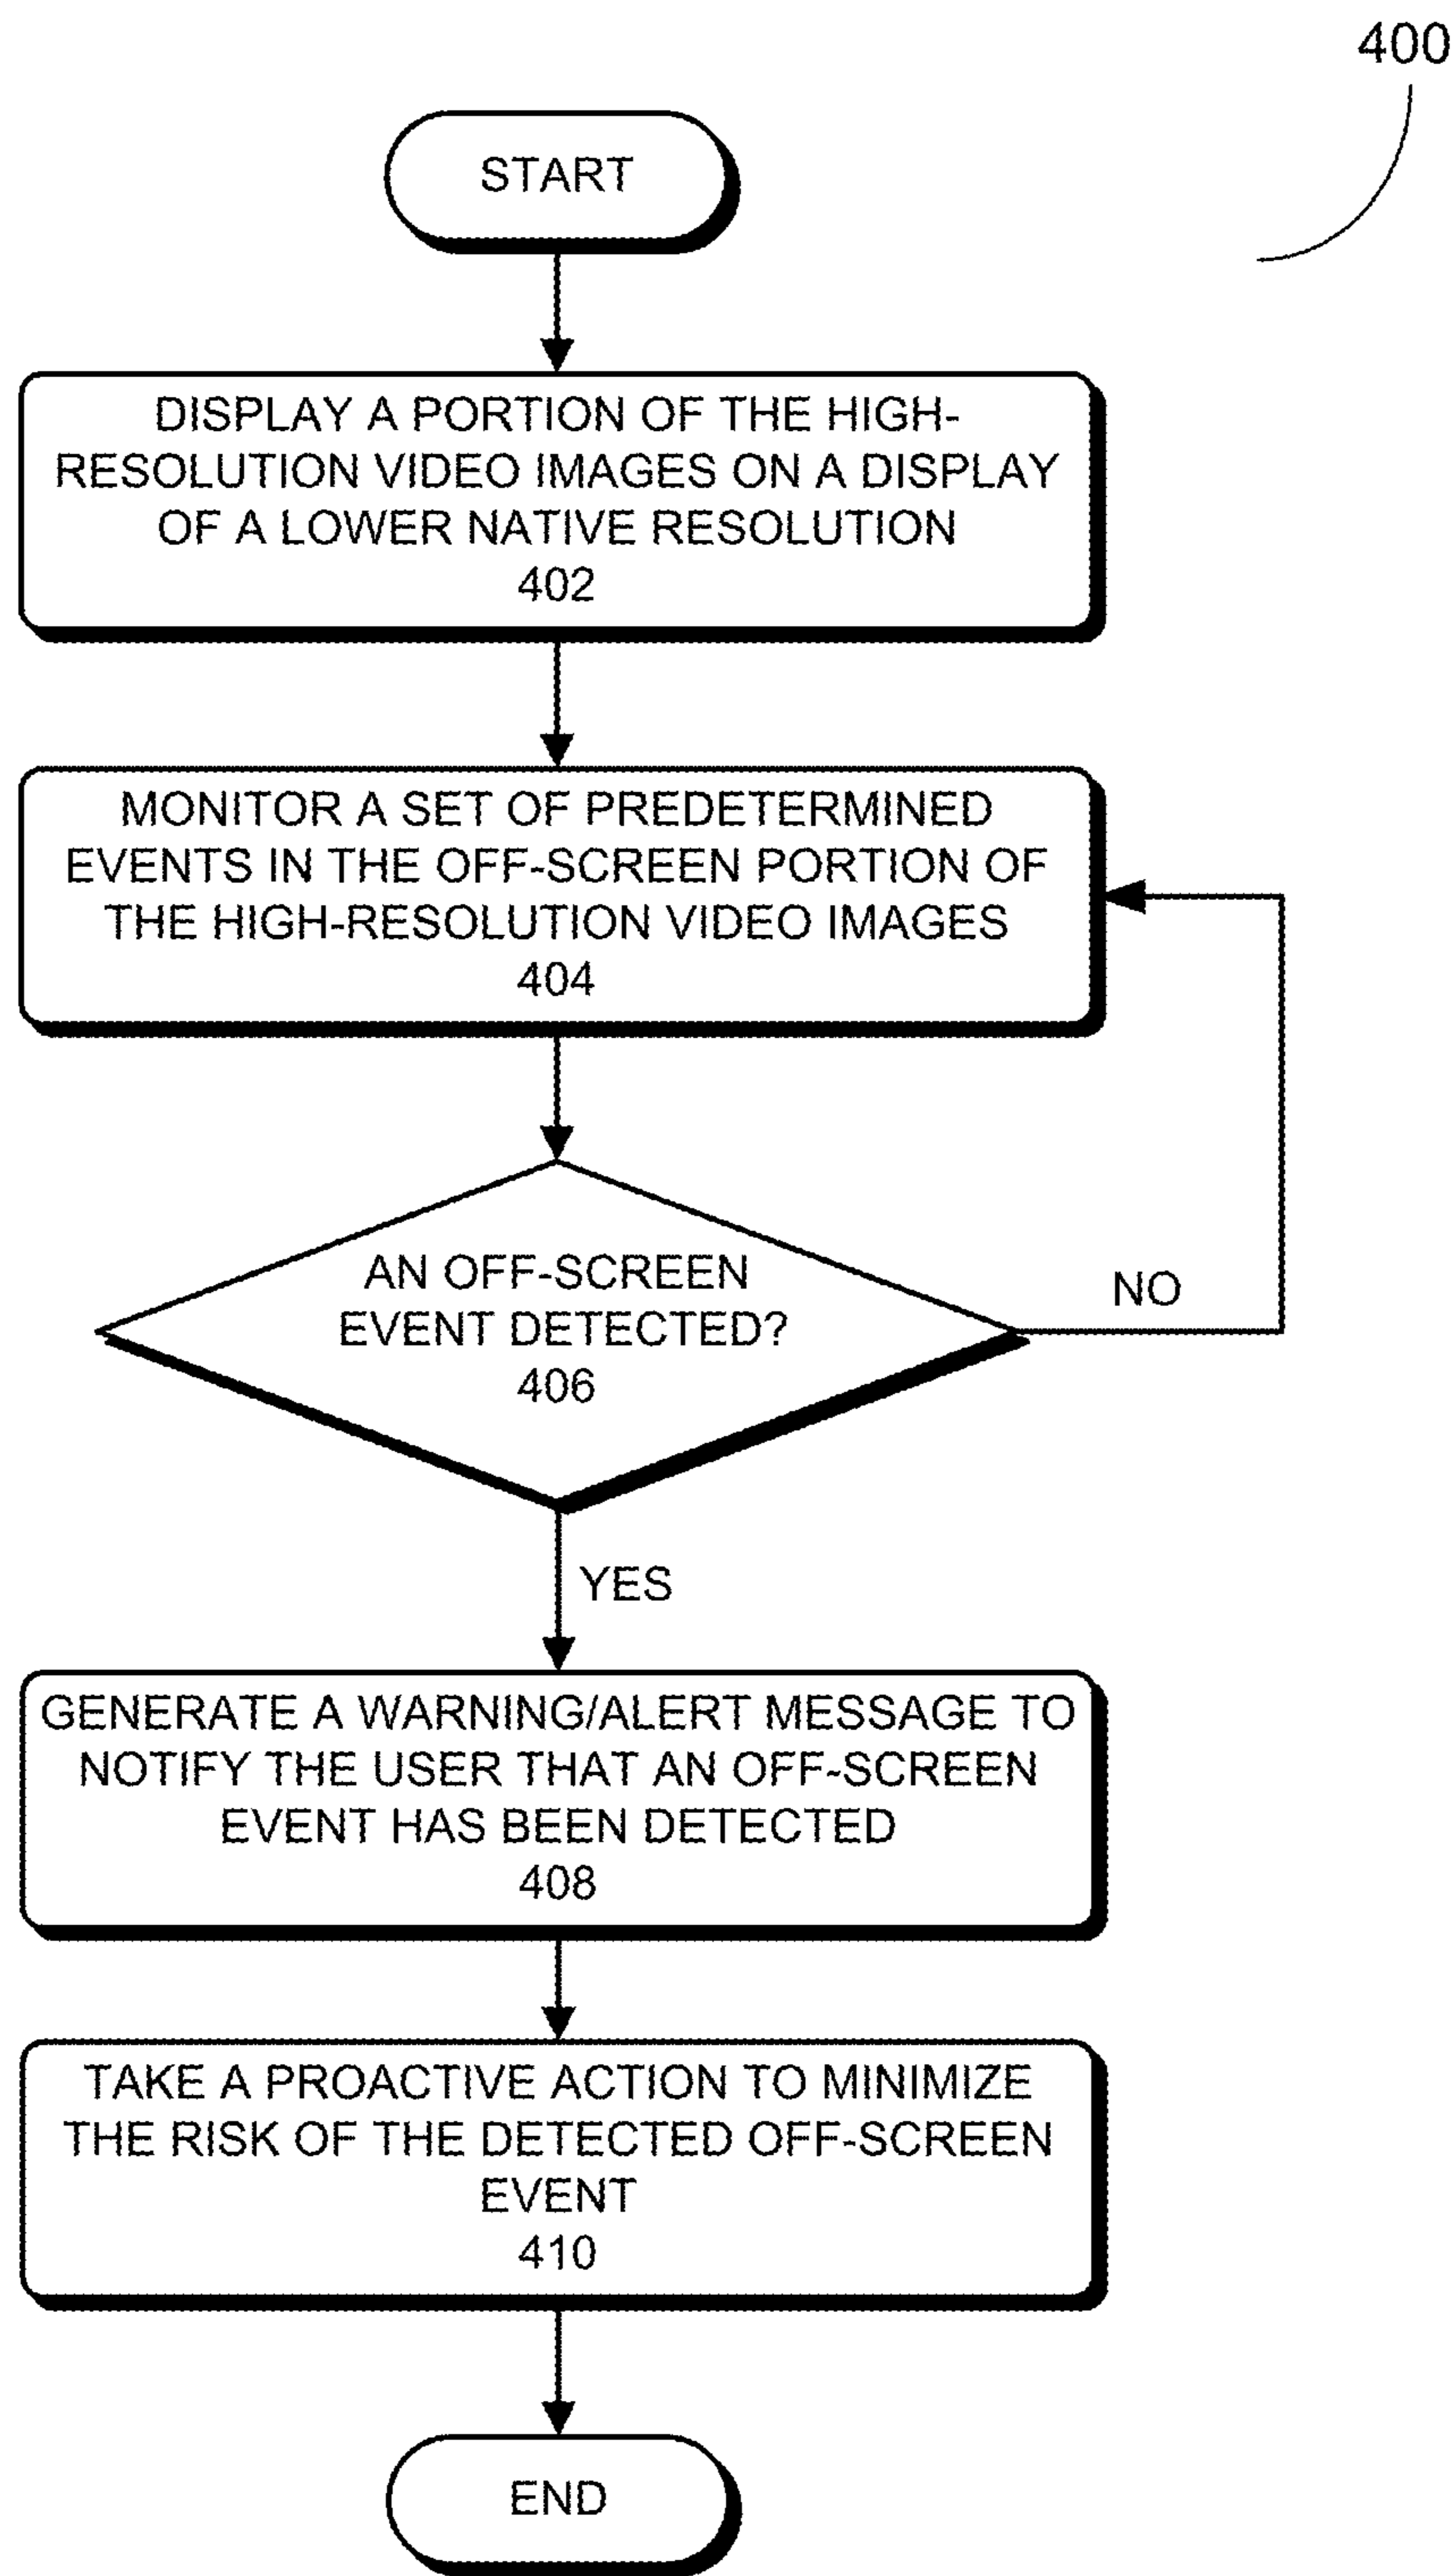 400
START
DISPLAY A PORTION OF THE HIGH-
RESOLUTION VIDEO IMAGES ON A DISPLAY
OF A LOWER NATIVE RESOLUTION
402
MONITOR A SET OF PREDETERMINED
EVENTS IN THE OFF-SCREEN PORTION OF
THE HIGH-RESOLUTION VIDEO IMAGES
404
AN OFF-SCREEN
EVENT DETECTED?
406
NO
YES
GENERATE A WARNING/ALERT MESSAGE TO
NOTIFY THE USER THAT AN OFF-SCREEN
EVENT HAS BEEN DETECTED
408
TAKE A PROACTIVE ACTION TO MINIMIZE
THE RISK OF THE DETECTED OFF-SCREEN
EVENT
410
END